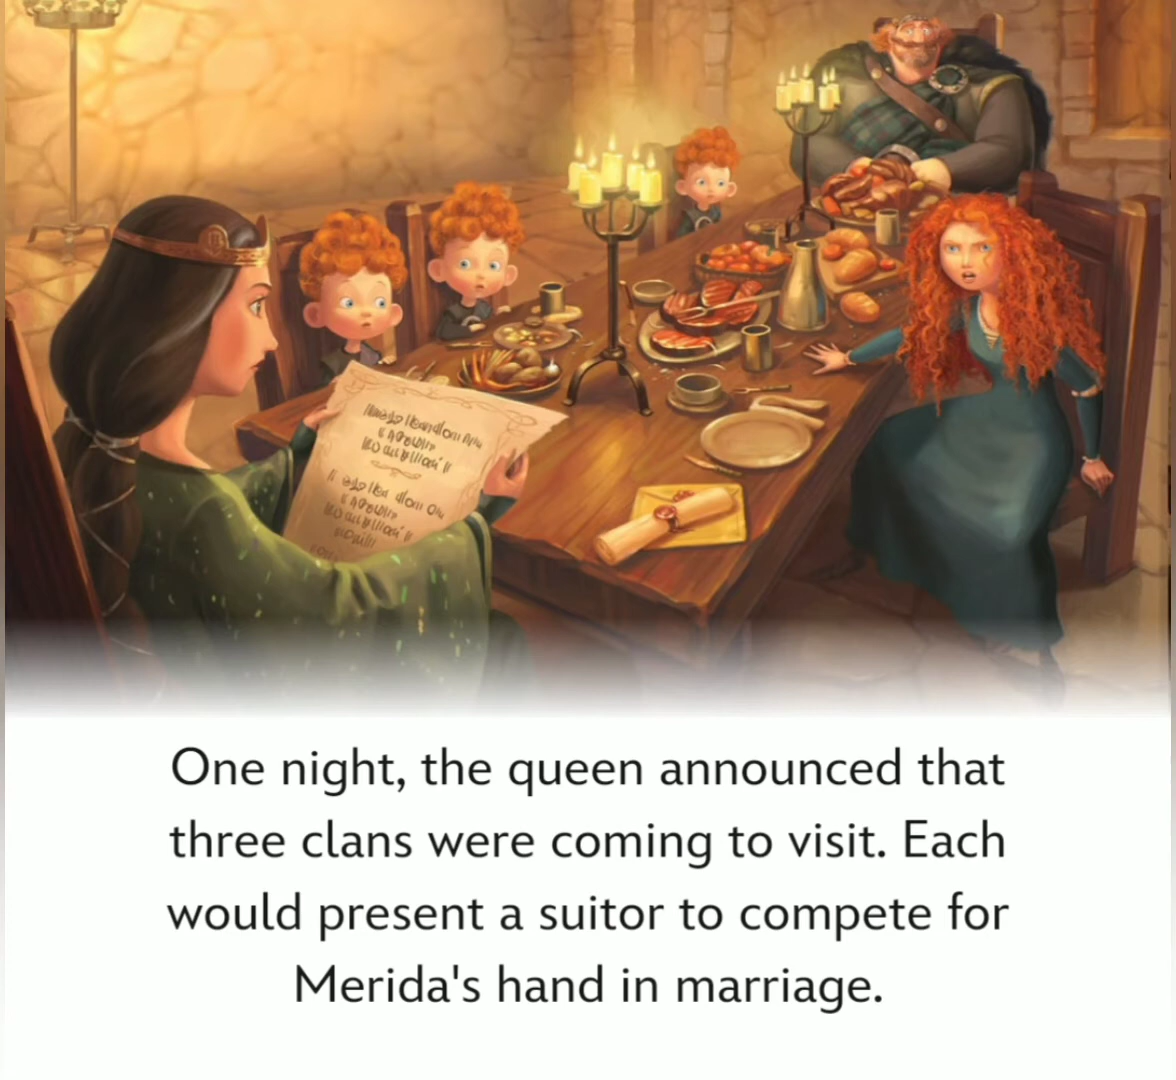 One night, the queen announced that
three clans were coming to visit. Each
would present a suitor to compete for
Merida's hand in marriage.